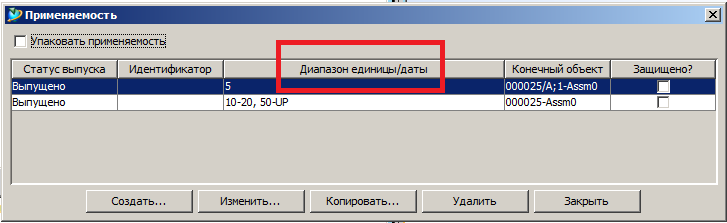 Применяемость
Упаковать применяемость
Статус выпуска Идентификатор Диапазон единицы/даты Конечный объект Защищено?
Выпущено 5 000025/A;1-Assm0
Выпущено 10-20, 50-UP 000025-Assm0
Создать... Изменить... Копировать... Удалить Закрыть